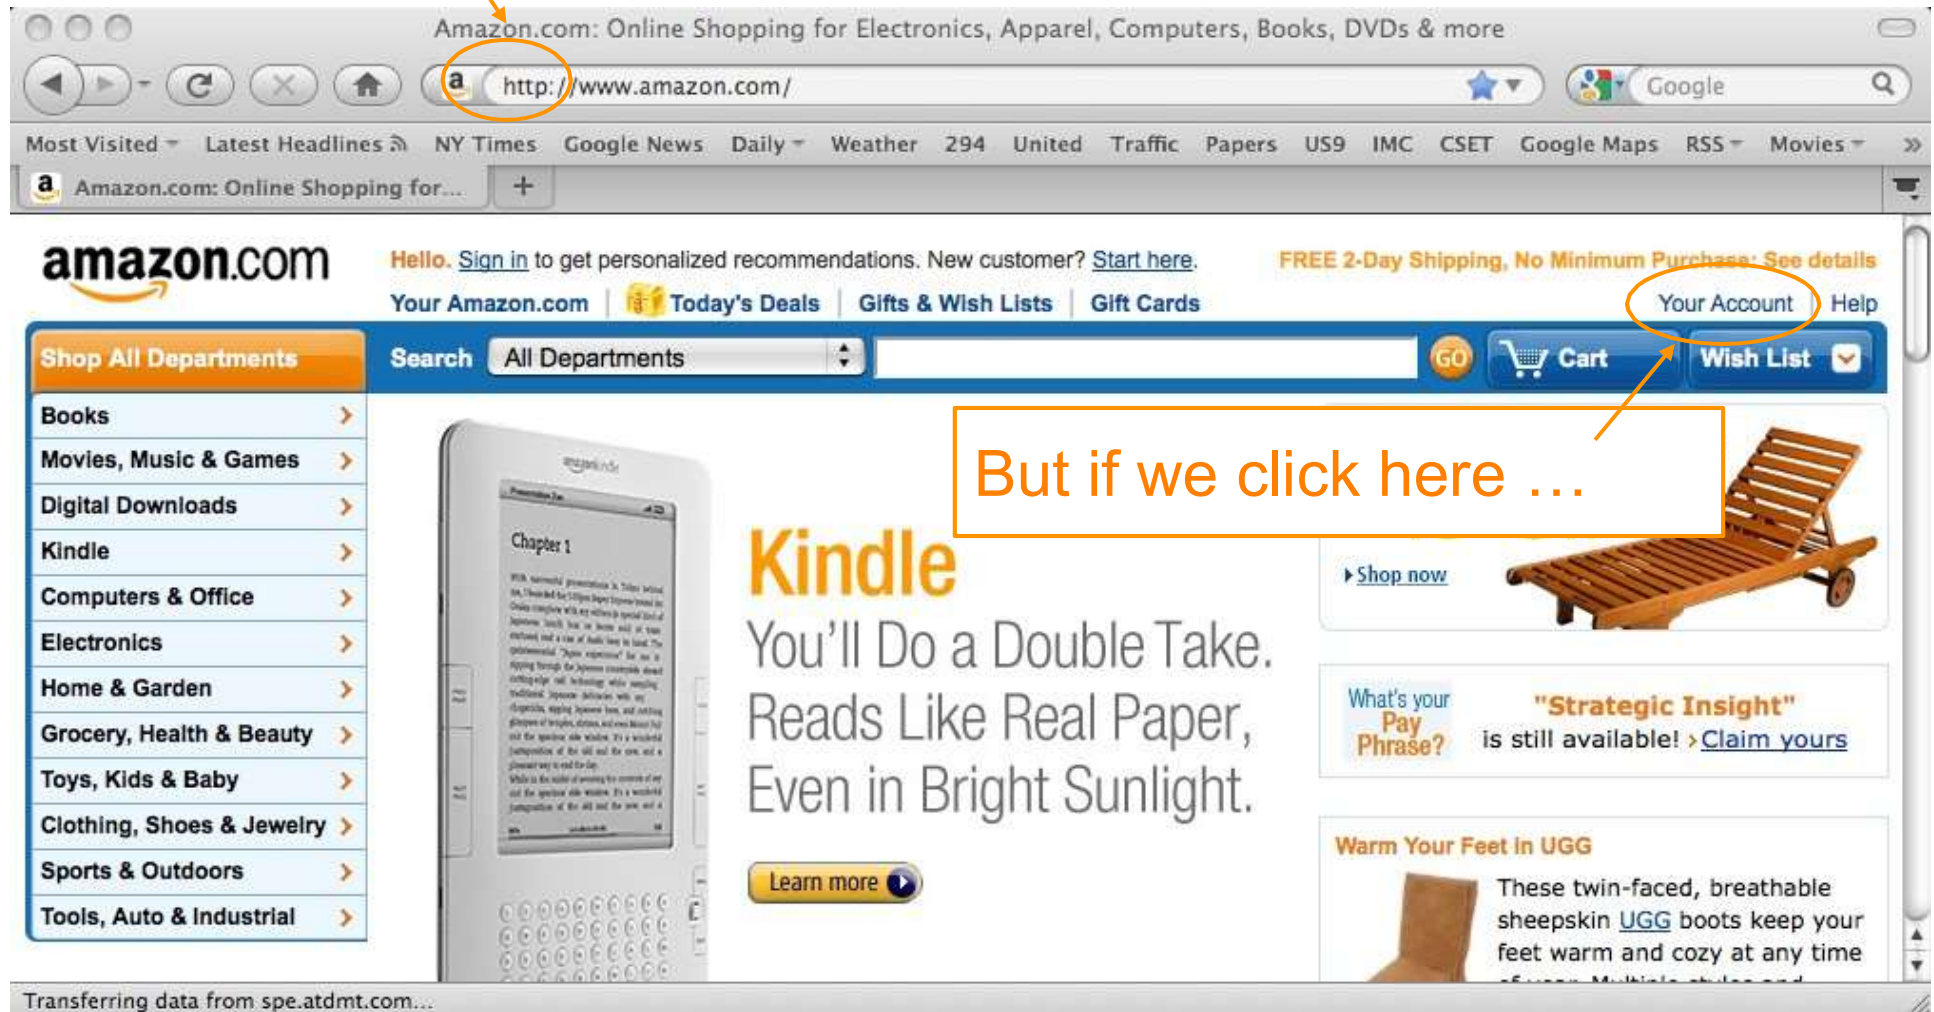 Amazon.com: Online Shopping for Electronics, Apparel, Computers, Books, DVDs & more
a http://www.amazon.com/ Google
Most Visited Latest Headlines NY Times Google News Daily Weather 294 United Traffic Papers US9 IMC CSET Google Maps RSS Movies »
a Amazon.com: Online Shopping for... +
amazon.com
Hello. Sign in to get personalized recommendations. New customer? Start here.
FREE 2-Day Shipping, No Minimum Purchase: See details
Your Amazon.com | Today's Deals | Gifts & Wish Lists | Gift Cards
Your Account | Help
Shop All Departments
Search All Departments GO Cart Wish List
Books
Movies, Music & Games
Digital Downloads
Kindle
Computers & Office
Electronics
Home & Garden
Grocery, Health & Beauty
Toys, Kids & Baby
Clothing, Shoes & Jewelry
Sports & Outdoors
Tools, Auto & Industrial
amazonkindle
Chapter 1
Kindle
You'll Do a Double Take.
Reads Like Real Paper,
Even in Bright Sunlight.
Learn more
But if we click here …
Shop now
What's your
Pay
Phrase?
"Strategic Insight"
is still available! › Claim yours
Warm Your Feet in UGG
These twin-faced, breathable
sheepskin UGG boots keep your
feet warm and cozy at any time
Transferring data from spe.atdmt.com...